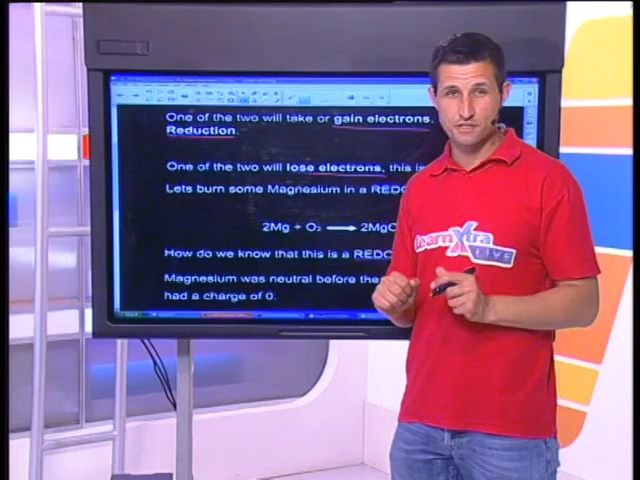 One of the two will take or gain electrons.
Reduction.
One of the two will lose electrons, this is
Lets burn some Magnesium in a REDO
2Mg + O₂ → 2MgO
How do we know that this is a REDO
Magnesium was neutral before the
had a charge of 0.
Learn Xtra
LIVE